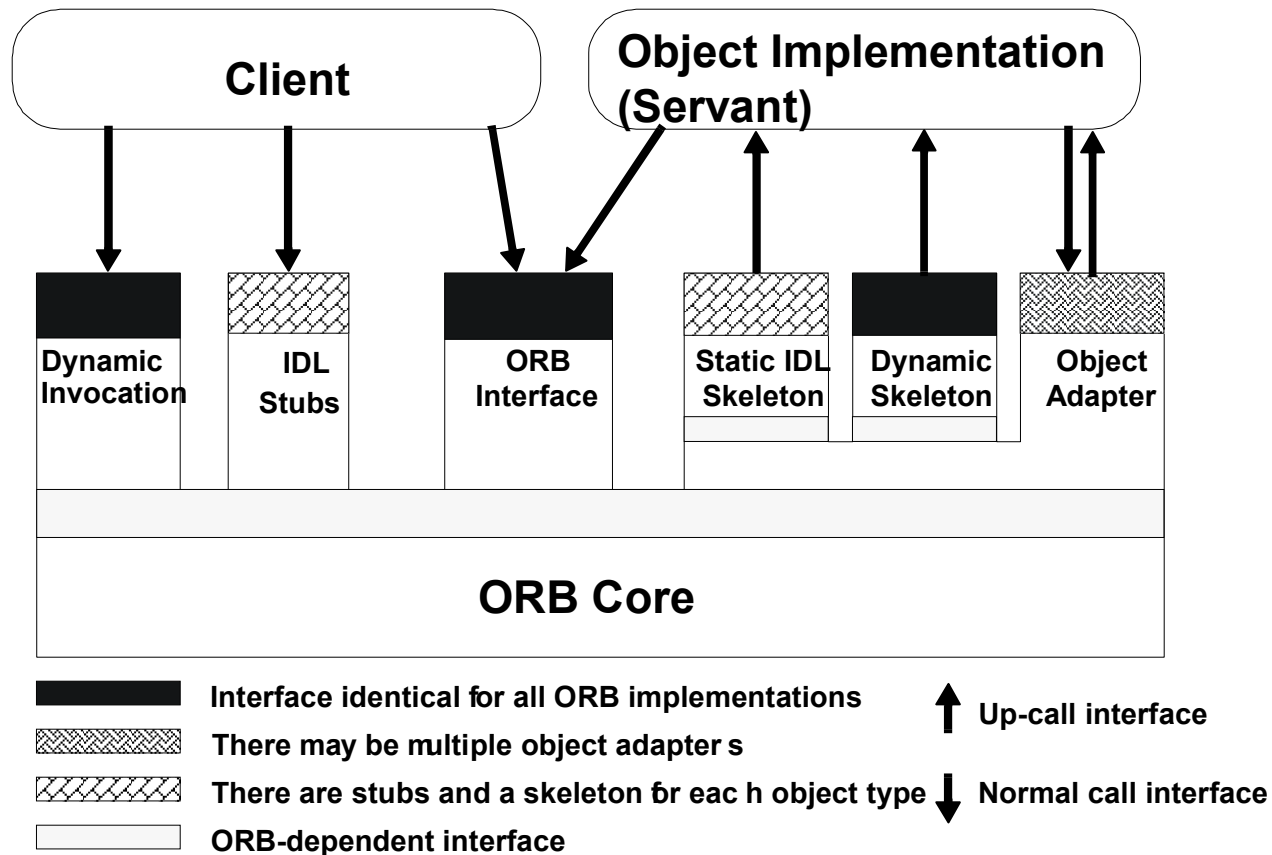 Client
Object Implementation
(Servant)
Dynamic
Invocation
IDL
Stubs
ORB
Interface
Static IDL
Skeleton
Dynamic
Skeleton
Object
Adapter
ORB Core
Interface identical for all ORB implementations
There may be multiple object adapter s
There are stubs and a skeleton for eac h object type
ORB-dependent interface
Up-call interface
Normal call interface